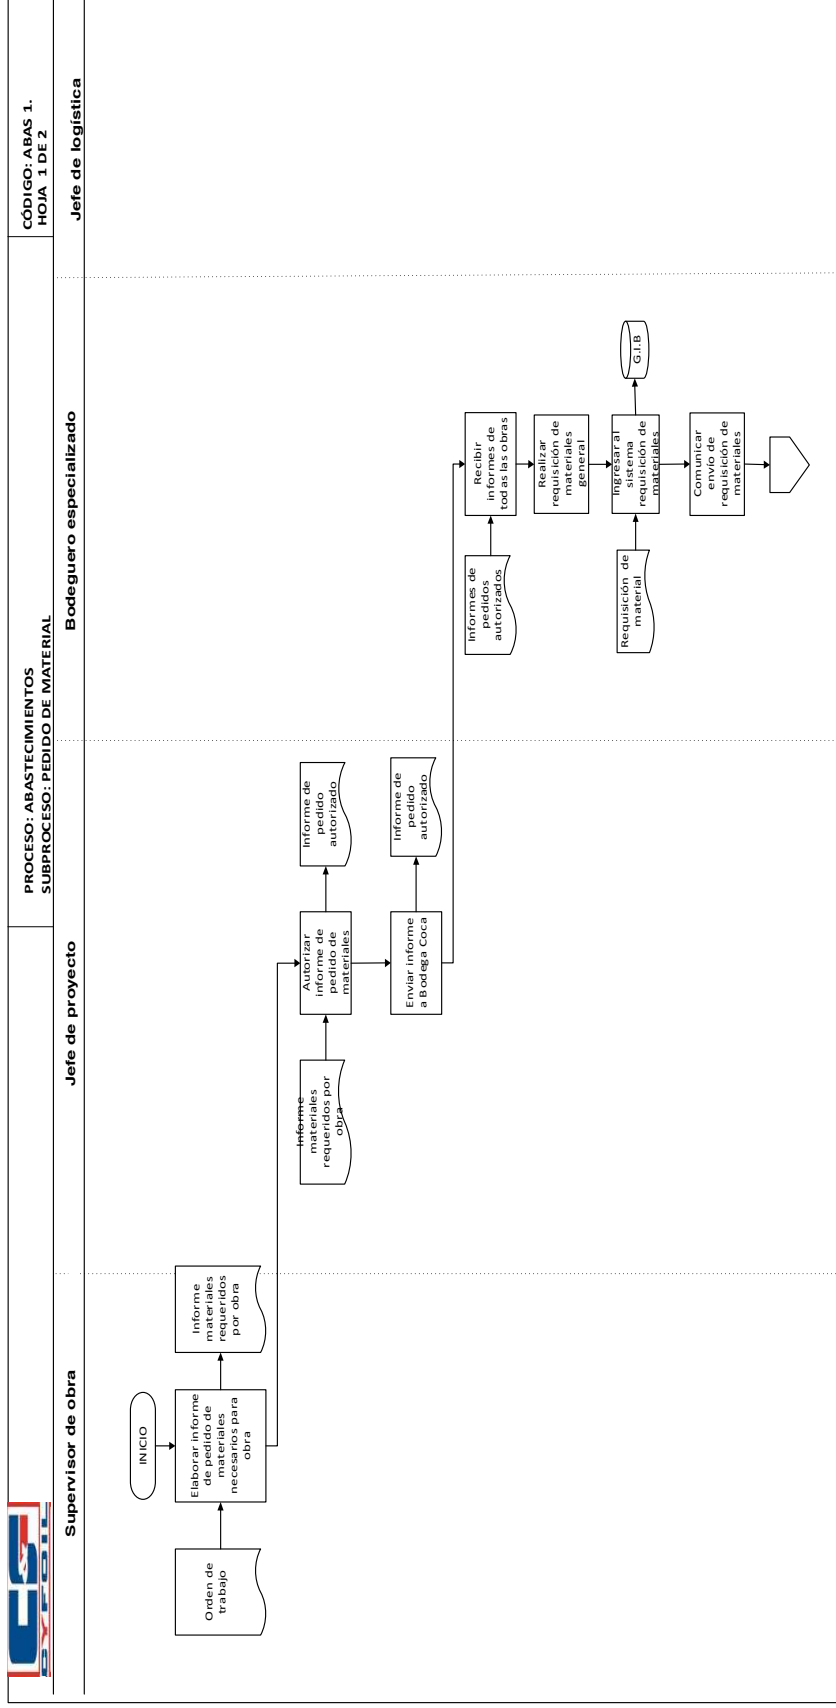 CYFOIL
PROCESO: ABASTECIMIENTOS
SUBPROCESO: PEDIDO DE MATERIAL
CÓDIGO: ABAS 1.
HOJA 1 DE 2
Supervisor de obra
Jefe de proyecto
Bodeguero especializado
Jefe de logística
INICIO
Orden de
trabajo
Elaborar informe
de pedido de
materiales
necesarios para
obra
Informe
materiales
requeridos
por obra
Informe
materiales
requeridos por
obra
Autorizar
informe de
pedido de
materiales
Informe de
pedido
autorizado
Enviar informe
a Bodega Coca
Informe de
pedido
autorizado
Informes de
pedidos
autorizados
Recibir
informes de
todas las obras
Realizar
requisición de
materiales
general
Requisición de
material
Ingresar al
sistema
requisición de
materiales
G.I.B
Comunicar
envío de
requisición de
materiales